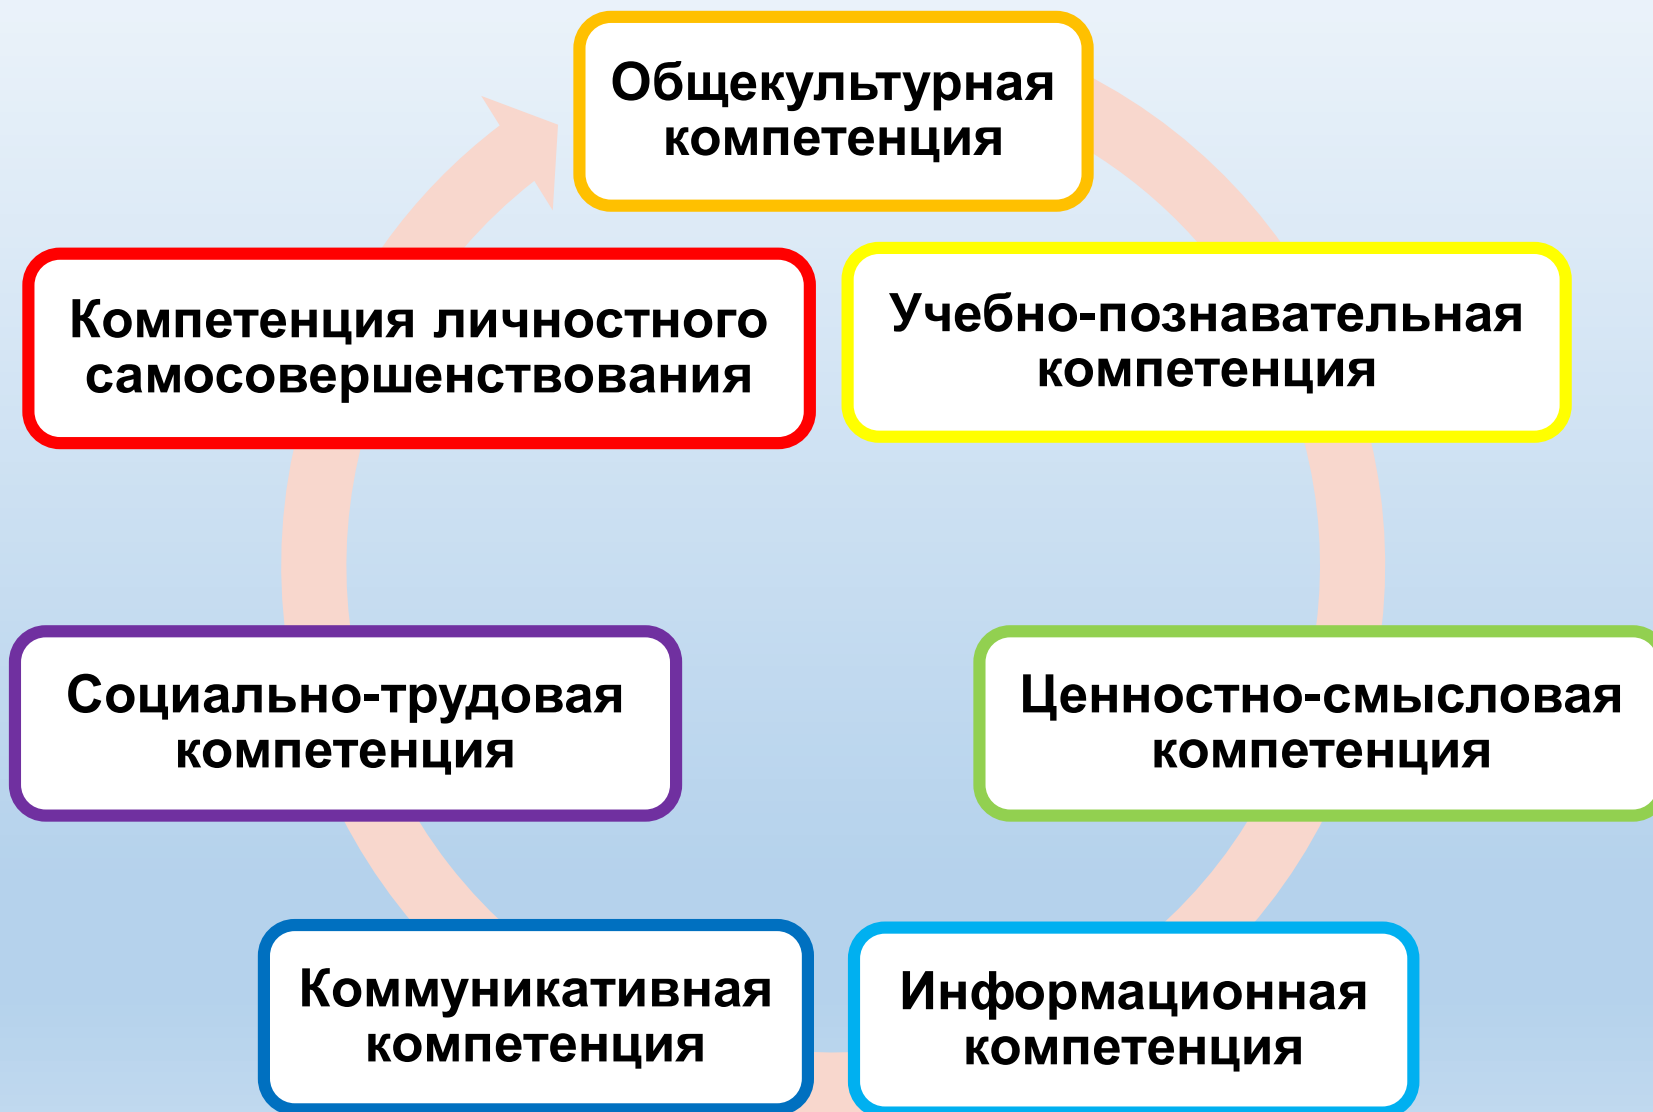 Общекультурная
компетенция
Компетенция личностного
самосовершенствования
Учебно-познавательная
компетенция
Социально-трудовая
компетенция
Ценностно-смысловая
компетенция
Коммуникативная
компетенция
Информационная
компетенция